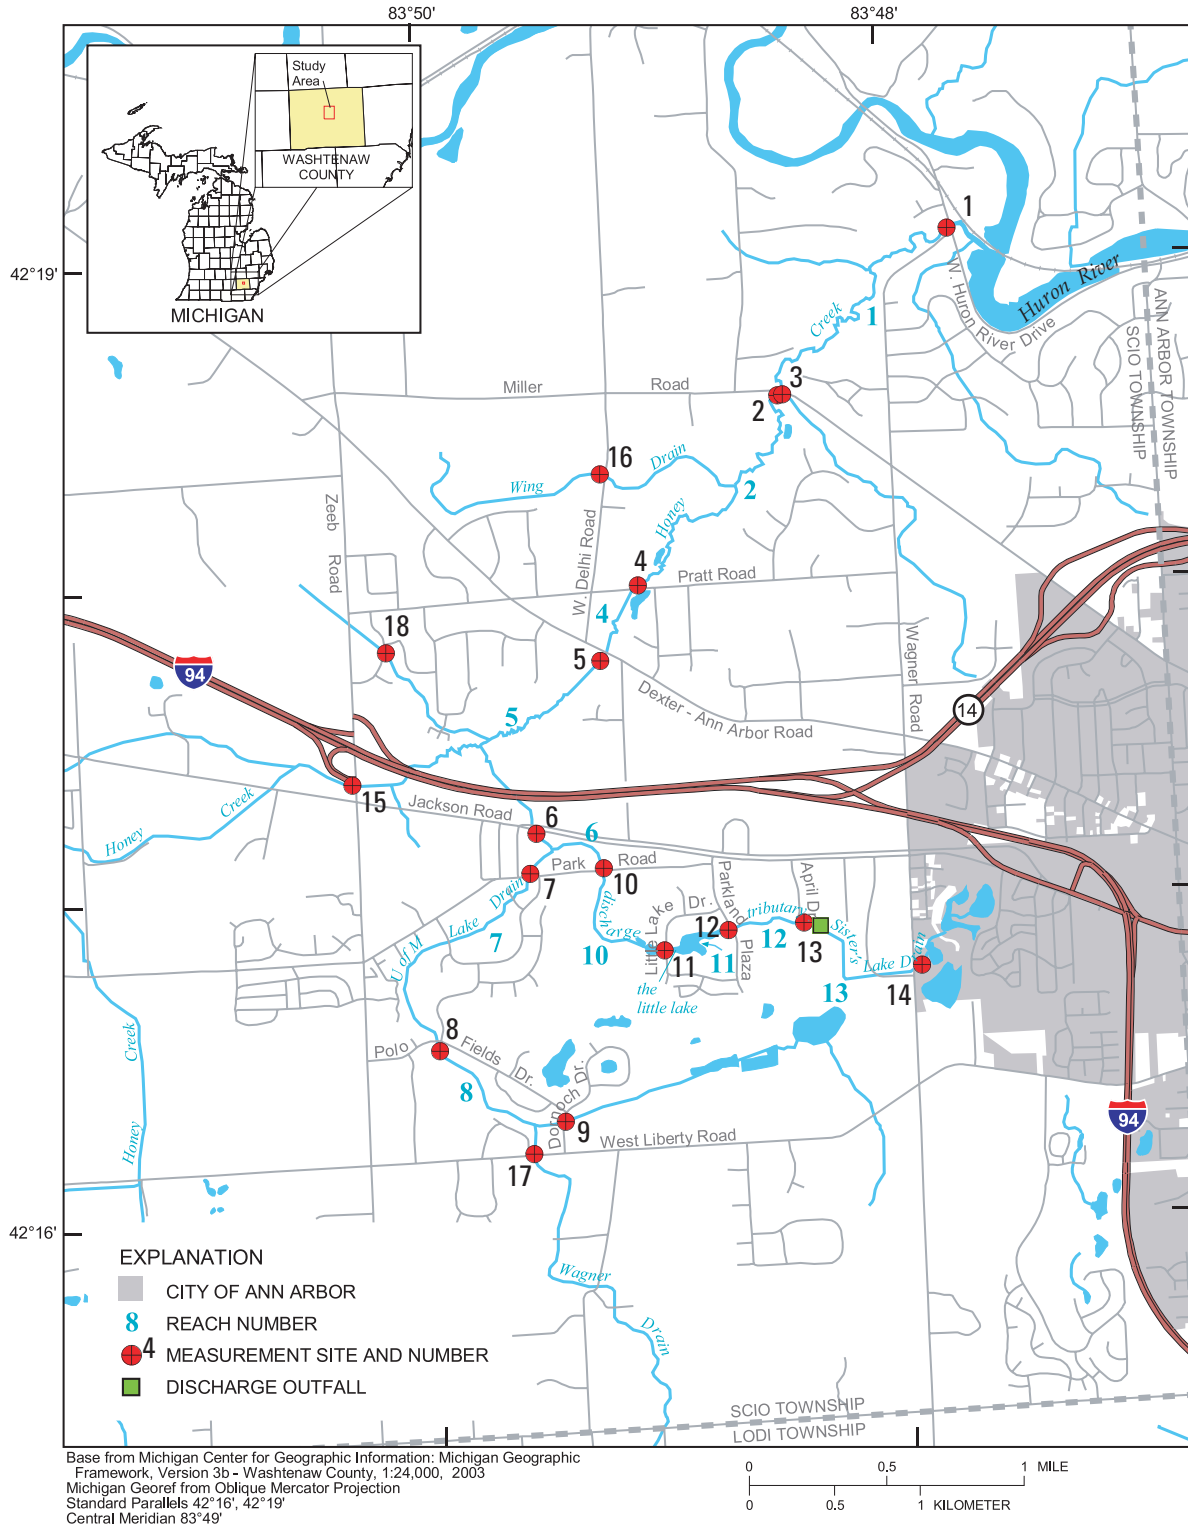 83°50'
83°48'
Study
Area
WASHTENAW
COUNTY
MICHIGAN
42°19'
1
Huron River
W. Huron River Drive
ANN ARBOR TOWNSHIP
SCIO TOWNSHIP
Creek
1
Miller Road
3
2
16
Drain
Wing
2
Honey
Zeeb Road
W. Delhi Road
4
Pratt Road
4
18
5
Wagner Road
94
Dexter - Ann Arbor Road
14
5
15
Jackson Road
Creek
Honey
6
6
Park Road
7
10
Parkland Plaza
April Dr.
Drain
Lake
U of M
7
discharge
Little Lake Dr.
tributary
12
12
13
Sister's
Lake Drain
10
11
11
the
little lake
13
14
Creek
Honey
8
Polo Fields Dr.
8
Dornoch Dr.
9
West Liberty Road
17
94
42°16'
Wagner
Drain
EXPLANATION
CITY OF ANN ARBOR
8 REACH NUMBER
4 MEASUREMENT SITE AND NUMBER
DISCHARGE OUTFALL
SCIO TOWNSHIP
LODI TOWNSHIP
Base from Michigan Center for Geographic Information: Michigan Geographic
Framework, Version 3b - Washtenaw County, 1:24,000, 2003
Michigan Georef from Oblique Mercator Projection
Standard Parallels 42°16', 42°19'
Central Meridian 83°49'
0 0.5 1 MILE
0 0.5 1 KILOMETER